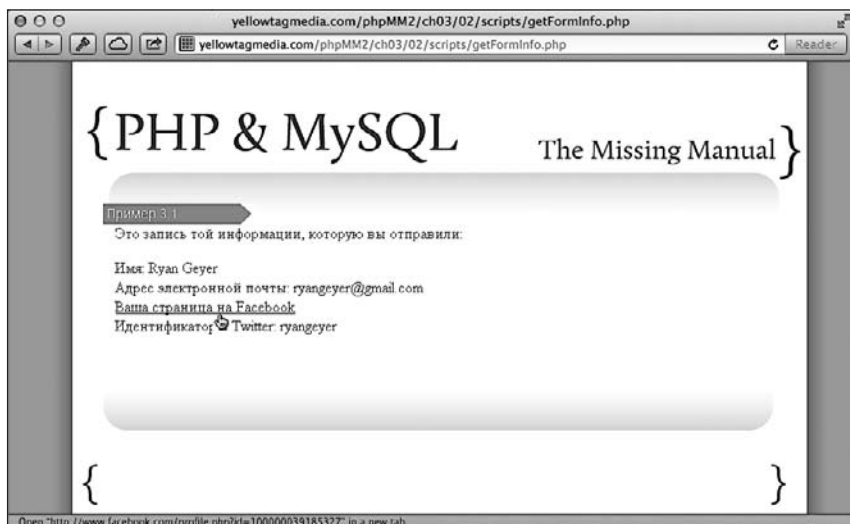 yellowtagmedia.com/phpMM2/ch03/02/scripts/getFormInfo.php
yellowtagmedia.com/phpMM2/ch03/02/scripts/getFormInfo.php
Reader
{PHP & MySQL
The Missing Manual}
Пример 3.1
Это запись той информации, которую вы отправили:
Имя: Ryan Geyer
Адрес электронной почты: ryangeyer@gmail.com
Ваша страница на Facebook
Идентификатор Twitter: ryangeyer
{ }
Open "http://www.facebook.com/profile.php?id=100000039185327" in a new tab